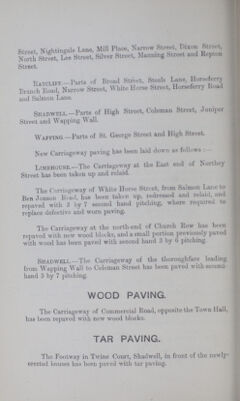 Street, Nightingale Lane, Mill Place, Narrow Street, Dixon Street,
North Street, Lee Street, Silver Street, Manning Street and Repton
Street.
RATCLIFF.—Parts of Broad Street, Steels Lane, Horseferry
Branch Road, Narrow Street, White Horse Street, Horseferry Road
and Salmon Lane.
SHADWELL.—Parts of High Street, Coleman Street, Juniper
Street and Wapping Wall.
WAPPING.—Parts of St. George Street and High Street.
New Carriageway paving has been laid down as follows :—
LIMEHOUSE.—The Carriageway at the East end of Northey
Street has been taken up and relaid.
The Carriageway of White Horse Street, from Salmon Lane to
Ben Jonson Road, has been taken up, redressed and relaid, and
repaved with 3 by 7 second hand pitching, where required to
replace defective and worn paving.
The Carriageway at the north-end of Church Row has been
repaved with new wood blocks, and a small portion previously paved
with wood has been paved with second hand 3 by 6 pitching.
SHADWELL.—The Carriageway of the thoroughfare leading
from Wapping Wall to Coleman Street has been paved with second
hand 3 by 7 pitching.
WOOD PAVING.
The Carriageway of Commercial Road, opposite the Town Hall,
has been repaved with new wood blocks.
TAR PAVING.
The Footway in Twine Court, Shadwell, in front of the newly-
erected houses has been paved with tar paving.